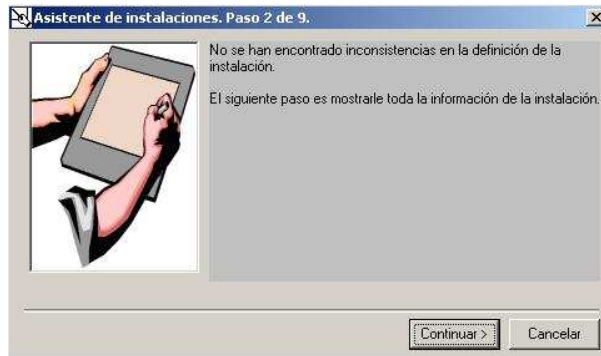 Asistente de instalaciones. Paso 2 de 9.
No se han encontrado inconsistencias en la definición de la
instalación.
El siguiente paso es mostrarle toda la información de la instalación.
Continuar >
Cancelar